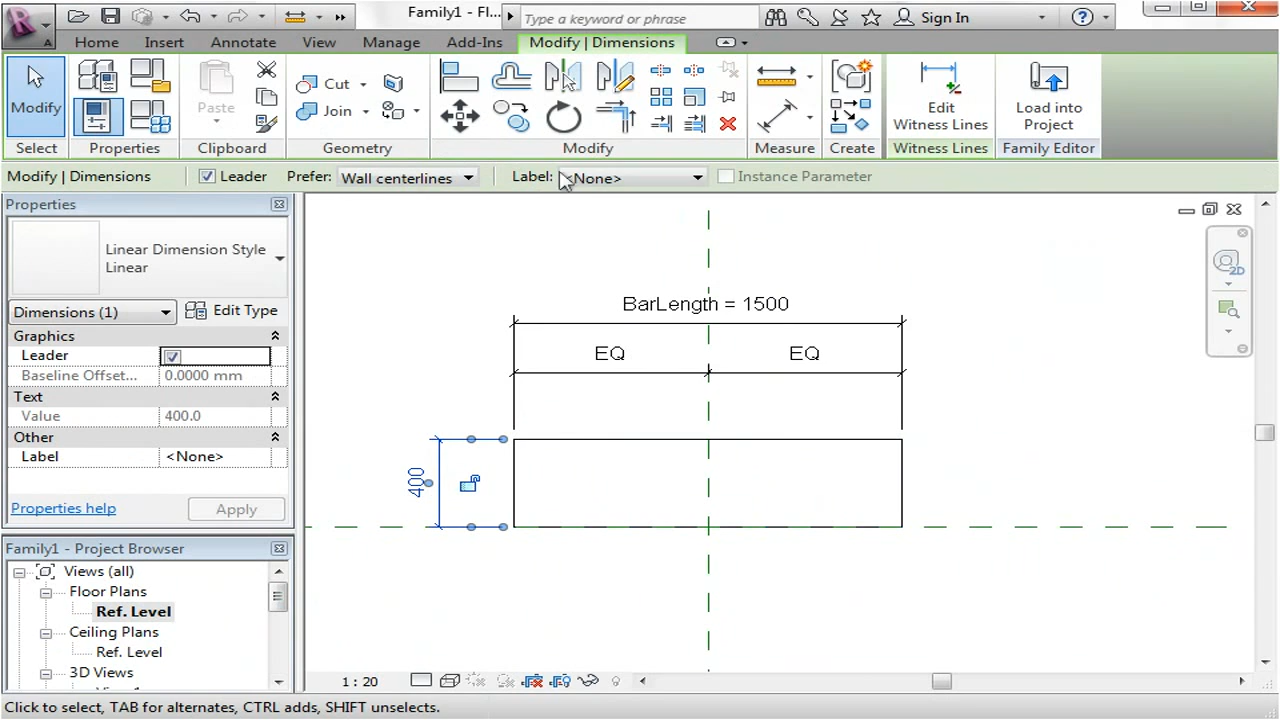 Family1 - Fl...
Type a keyword or phrase
Sign In
Home Insert Annotate View Manage Add-Ins Modify | Dimensions
Modify
Paste
Cut
Join
Edit
Witness Lines
Load into
Project
Select Properties Clipboard Geometry Modify Measure Create Witness Lines Family Editor
Modify | Dimensions Leader Prefer: Wall centerlines Label: <None> Instance Parameter
Properties
Linear Dimension Style
Linear
Dimensions (1) Edit Type
Graphics
Leader
Baseline Offset... 0.0000 mm
Text
Value 400.0
Other
Label <None>
Properties help Apply
Family1 - Project Browser
Views (all)
Floor Plans
Ref. Level
Ceiling Plans
Ref. Level
3D Views
BarLength = 1500
EQ EQ
400
2D
1 : 20
Click to select, TAB for alternates, CTRL adds, SHIFT unselects.